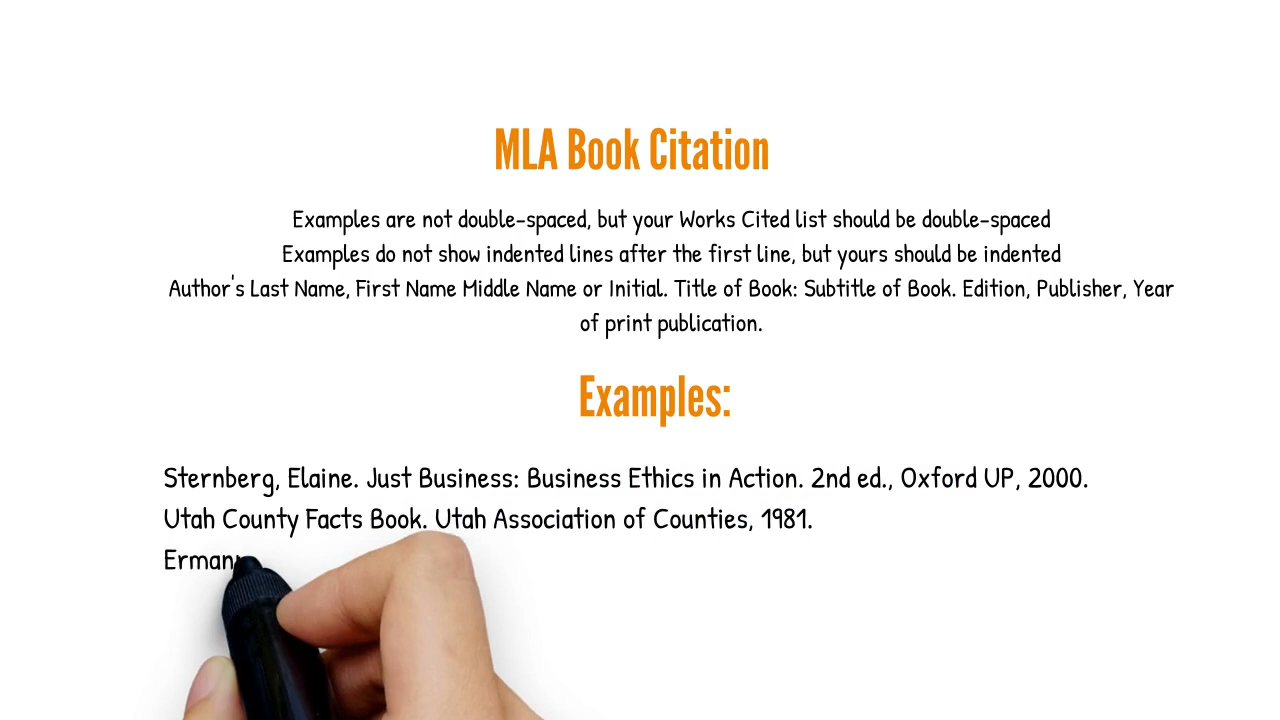 MLA Book Citation
Examples are not double-spaced, but your Works Cited list should be double-spaced
Examples do not show indented lines after the first line, but yours should be indented
Author's Last Name, First Name Middle Name or Initial. Title of Book: Subtitle of Book. Edition, Publisher, Year
of print publication.
Examples:
Sternberg, Elaine. Just Business: Business Ethics in Action. 2nd ed., Oxford UP, 2000.
Utah County Facts Book. Utah Association of Counties, 1981.